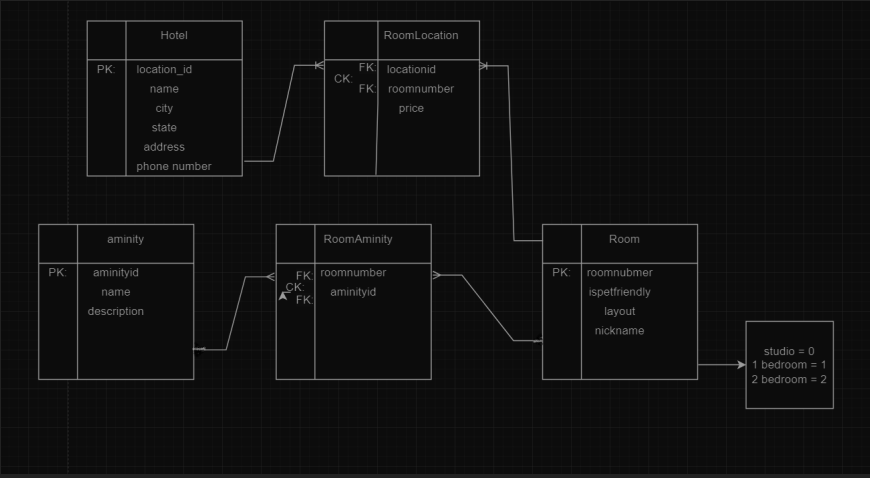 Hotel
PK: location_id
name
city
state
address
phone number
RoomLocation
FK: locationid
CK:
FK: roomnumber
price
aminity
PK: aminityid
name
description
RoomAminity
FK: roomnumber
CK: aminityid
FK:
Room
PK: roomnubmer
ispetfriendly
layout
nickname
studio = 0
1 bedroom = 1
2 bedroom = 2